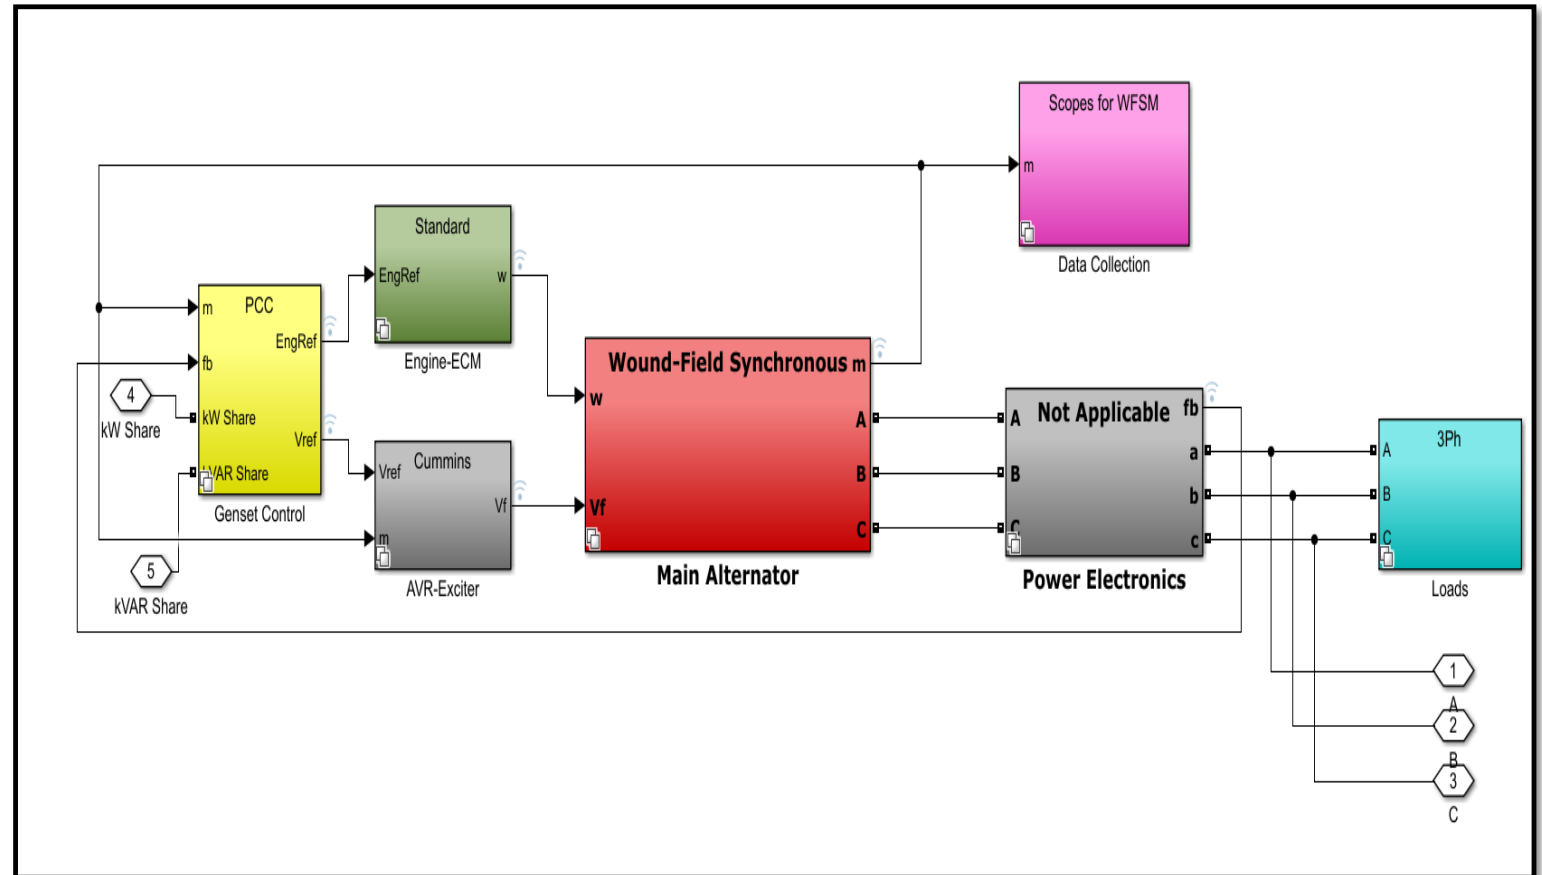 Scopes for WFSM
m
Data Collection
Standard
EngRef
w
Engine-ECM
PCC
m
EngRef
fb
kW Share
Vref
kVAR Share
Genset Control
4
kW Share
5
kVAR Share
Cummins
Vref
Vf
m
AVR-Exciter
Wound-Field Synchronous
m
w
A
B
Vf
C
Main Alternator
Not Applicable
fb
A
a
B
b
C
c
Power Electronics
3Ph
A
B
C
Loads
1
A
2
B
3
C